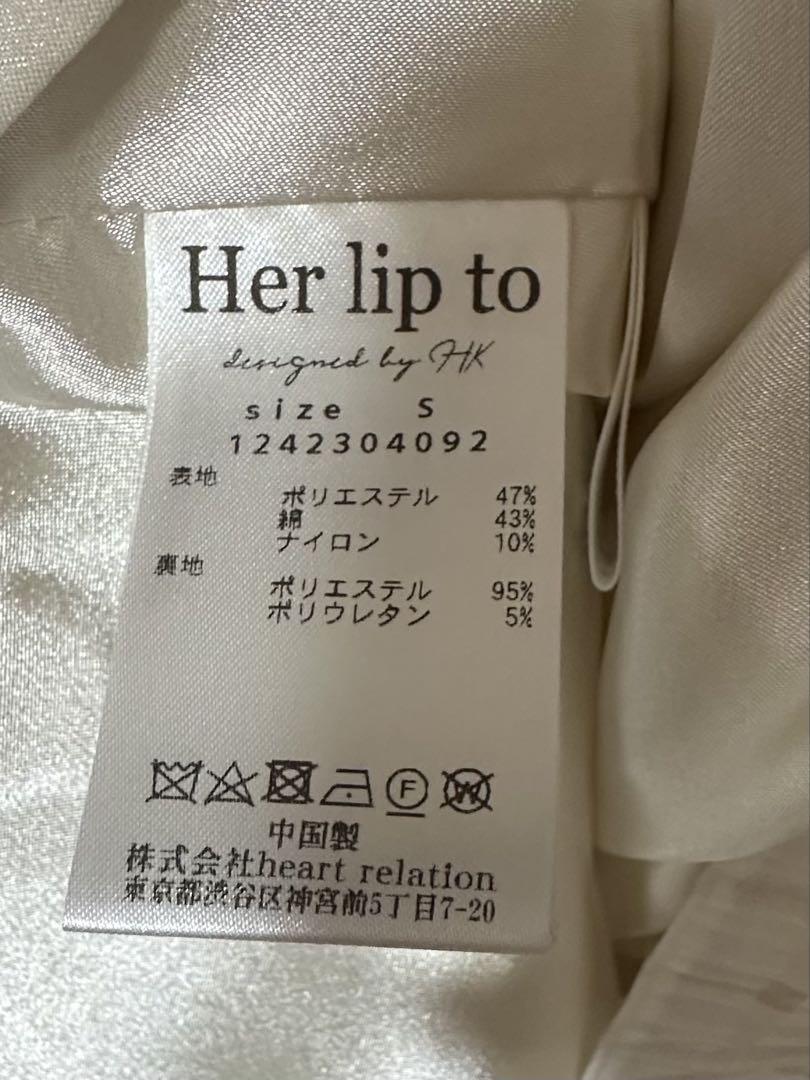 Her lip to
designed by HK
size S
1242304092
表地
ポリエステル 47%
綿 43%
ナイロン 10%
裏地
ポリエステル 95%
ポリウレタン 5%
F W
中国製
株式会社heart relation
東京都渋谷区神宮前5丁目7-20